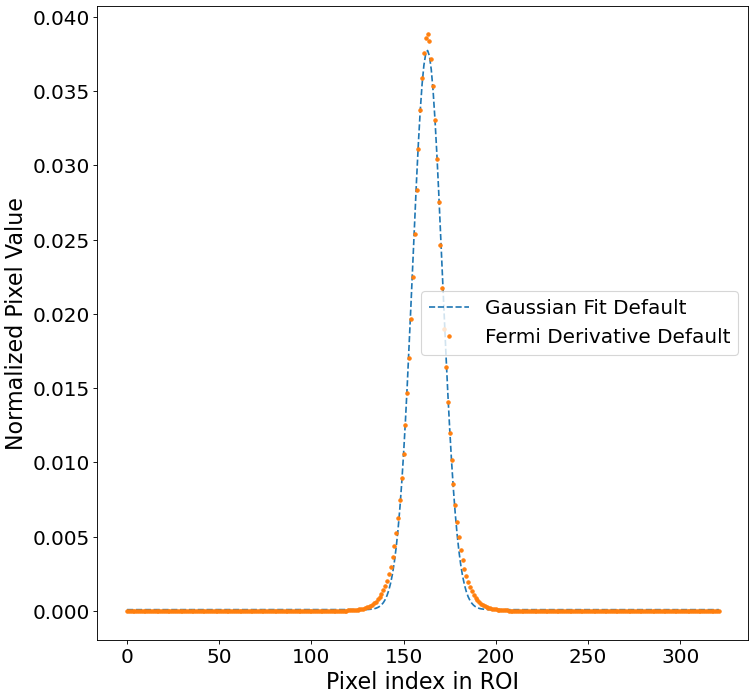 0.040
0.035
0.030
0.025
0.020
0.015
0.010
0.005
0.000
Normalized Pixel Value
Gaussian Fit Default
Fermi Derivative Default
0 50 100 150 200 250 300
Pixel index in ROI